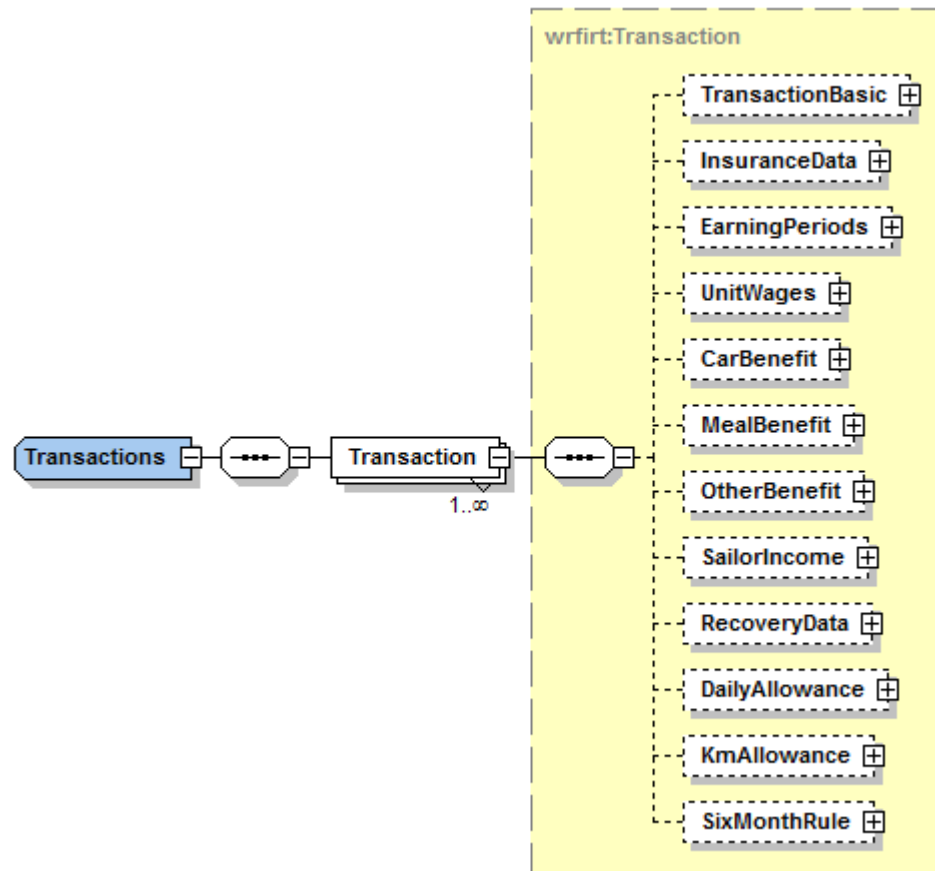 wrfirt:Transaction
TransactionBasic
InsuranceData
EarningPeriods
UnitWages
CarBenefit
MealBenefit
Transactions
Transaction
1..∞
OtherBenefit
SailorIncome
RecoveryData
DailyAllowance
KmAllowance
SixMonthRule